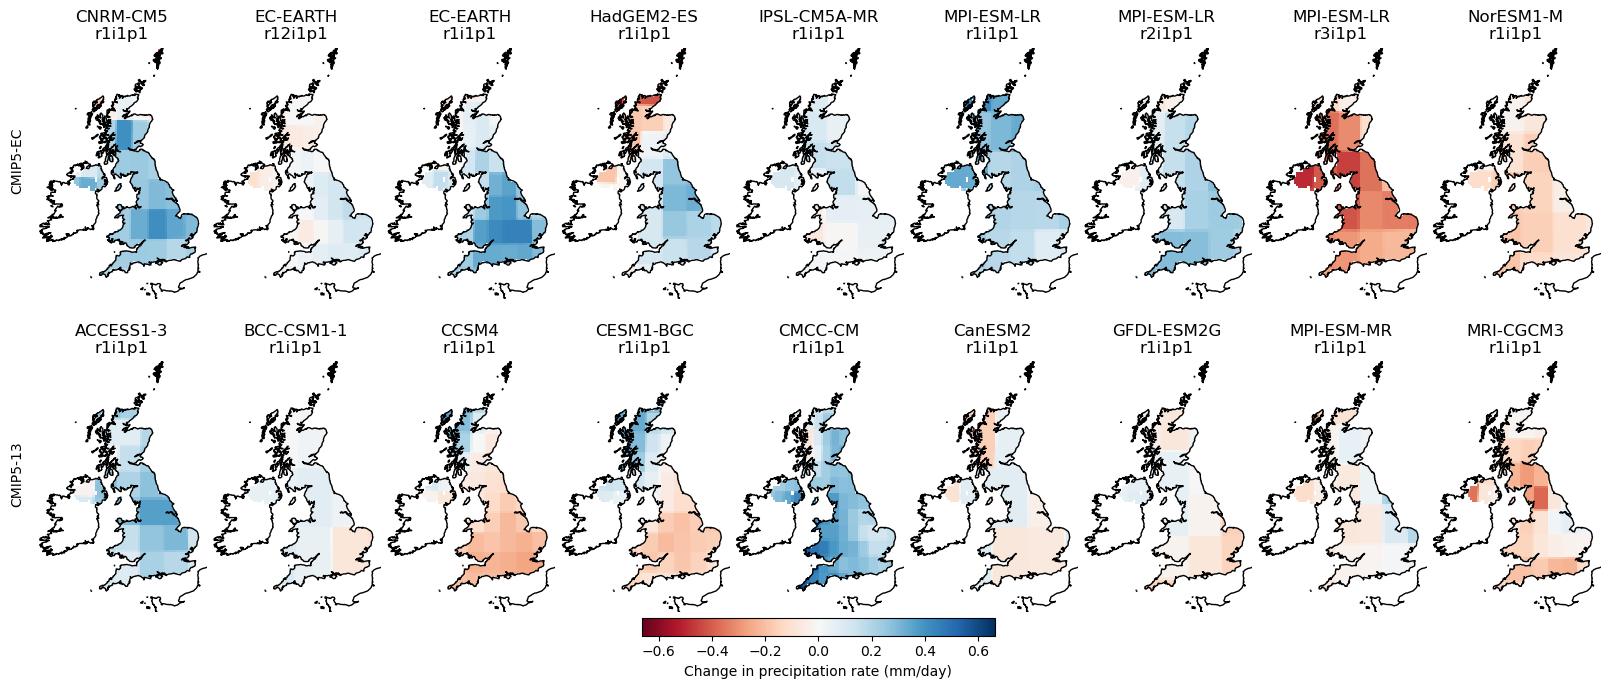 CNRM-CM5 EC-EARTH EC-EARTH HadGEM2-ES IPSL-CM5A-MR MPI-ESM-LR MPI-ESM-LR MPI-ESM-LR NorESM1-M
r1i1p1 r12i1p1 r1i1p1 r1i1p1 r1i1p1 r1i1p1 r2i1p1 r3i1p1 r1i1p1
CMIP5-EC
ACCESS1-3 BCC-CSM1-1 CCSM4 CESM1-BGC CMCC-CM CanESM2 GFDL-ESM2G MPI-ESM-MR MRI-CGCM3
r1i1p1 r1i1p1 r1i1p1 r1i1p1 r1i1p1 r1i1p1 r1i1p1 r1i1p1 r1i1p1
CMIP5-13
−0.6 −0.4 −0.2 0.0 0.2 0.4 0.6
Change in precipitation rate (mm/day)